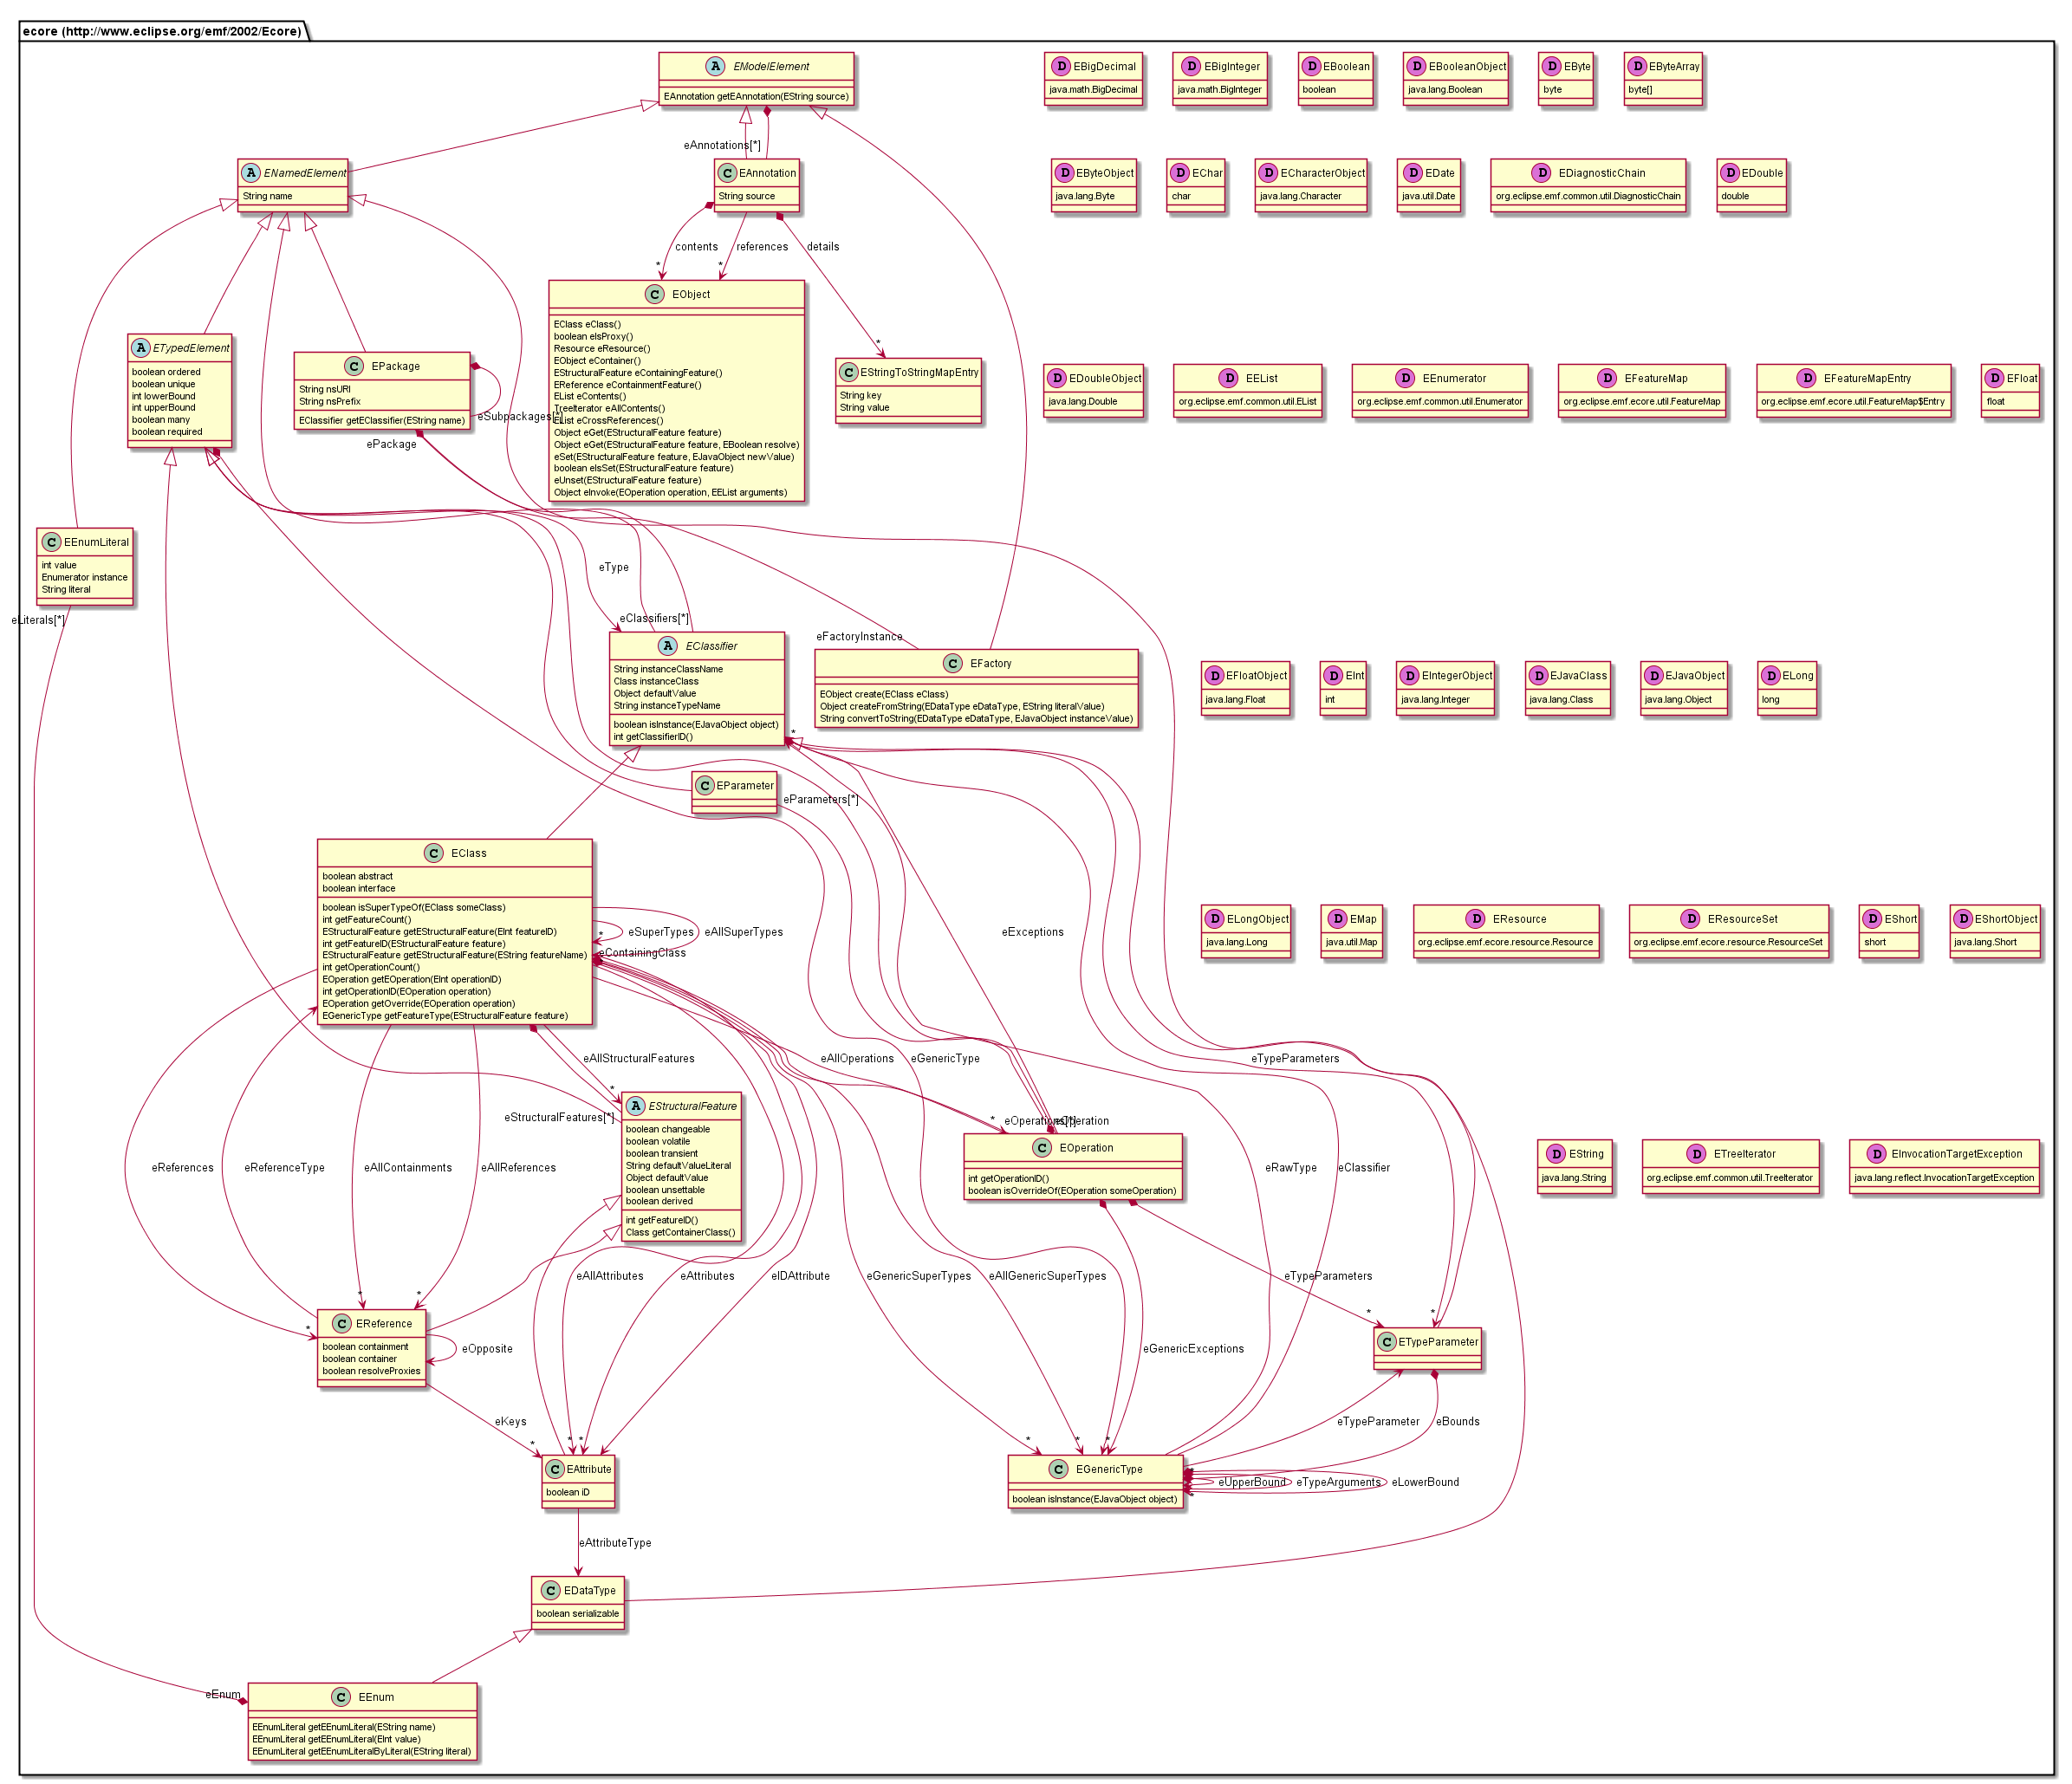 ecore (http://www.eclipse.org/emf/2002/Ecore)
A EModelElement
EAnnotation getEAnnotation(EString source)
D EBigDecimal
java.math.BigDecimal
D EBigInteger
java.math.BigInteger
D EBoolean
boolean
D EBooleanObject
java.lang.Boolean
D EByte
byte
D EByteArray
byte[]
eAnnotations[*]
A ENamedElement
String name
C EAnnotation
String source
D EByteObject
java.lang.Byte
D EChar
char
D ECharacterObject
java.lang.Character
D EDate
java.util.Date
D EDiagnosticChain
org.eclipse.emf.common.util.DiagnosticChain
D EDouble
double
contents
references
details
*
*
*
A ETypedElement
boolean ordered
boolean unique
int lowerBound
int upperBound
boolean many
boolean required
C EPackage
String nsURI
String nsPrefix
EClassifier getEClassifier(EString name)
eSubpackages[*]
ePackage
C EObject
EClass eClass()
boolean eIsProxy()
Resource eResource()
EObject eContainer()
EStructuralFeature eContainingFeature()
EReference eContainmentFeature()
EList eContents()
TreeIterator eAllContents()
EList eCrossReferences()
Object eGet(EStructuralFeature feature)
Object eGet(EStructuralFeature feature, EBoolean resolve)
eSet(EStructuralFeature feature, EJavaObject newValue)
boolean eIsSet(EStructuralFeature feature)
eUnset(EStructuralFeature feature)
Object eInvoke(EOperation operation, EEList arguments)
C EStringToStringMapEntry
String key
String value
D EDoubleObject
java.lang.Double
D EEList
org.eclipse.emf.common.util.EList
D EEnumerator
org.eclipse.emf.common.util.Enumerator
D EFeatureMap
org.eclipse.emf.ecore.util.FeatureMap
D EFeatureMapEntry
org.eclipse.emf.ecore.util.FeatureMap$Entry
D EFloat
float
C EEnumLiteral
int value
Enumerator instance
String literal
eLiterals[*]
eType
eClassifiers[*]
eFactoryInstance
A EClassifier
String instanceClassName
Class instanceClass
Object defaultValue
String instanceTypeName
boolean isInstance(EJavaObject object)
int getClassifierID()
*
C EFactory
EObject create(EClass eClass)
Object createFromString(EDataType eDataType, EString literalValue)
String convertToString(EDataType eDataType, EJavaObject instanceValue)
D EFloatObject
java.lang.Float
D EInt
int
D EIntegerObject
java.lang.Integer
D EJavaClass
java.lang.Class
D EJavaObject
java.lang.Object
D ELong
long
C EParameter
eParameters[*]
C EClass
boolean abstract
boolean interface
boolean isSuperTypeOf(EClass someClass)
int getFeatureCount()
EStructuralFeature getEStructuralFeature(EInt featureID)
int getFeatureID(EStructuralFeature feature)
EStructuralFeature getEStructuralFeature(EString featureName)
int getOperationCount()
EOperation getEOperation(EInt operationID)
int getOperationID(EOperation operation)
EOperation getOverride(EOperation operation)
EGenericType getFeatureType(EStructuralFeature feature)
*
eSuperTypes
eAllSuperTypes
eContainingClass
eExceptions
D ELongObject
java.lang.Long
D EMap
java.util.Map
D EResource
org.eclipse.emf.ecore.resource.Resource
D EResourceSet
org.eclipse.emf.ecore.resource.ResourceSet
D EShort
short
D EShortObject
java.lang.Short
eAllStructuralFeatures
eAllOperations
eGenericType
eTypeParameters
*
eStructuralFeatures[*]
*
eOperations[*]
eOperation
A EStructuralFeature
boolean changeable
boolean volatile
boolean transient
String defaultValueLiteral
Object defaultValue
boolean unsettable
boolean derived
int getFeatureID()
Class getContainerClass()
C EOperation
int getOperationID()
boolean isOverrideOf(EOperation someOperation)
D EString
java.lang.String
D ETreeIterator
org.eclipse.emf.common.util.TreeIterator
D EInvocationTargetException
java.lang.reflect.InvocationTargetException
eReferences
eReferenceType
eAllContainments
eAllReferences
eRawType
eClassifier
eAllAttributes
eAttributes
eIDAttribute
eGenericSuperTypes
eAllGenericSuperTypes
eTypeParameters
*
*
*
*
*
C EReference
boolean containment
boolean container
boolean resolveProxies
eOpposite
eGenericExceptions
C ETypeParameter
eKeys
eTypeParameter
eBounds
*
*
*
*
*
*
C EAttribute
boolean iD
C EGenericType
boolean isInstance(EJavaObject object)
*
*
eUpperBound
eTypeArguments
eLowerBound
eAttributeType
C EDataType
boolean serializable
eEnum
C EEnum
EEnumLiteral getEEnumLiteral(EString name)
EEnumLiteral getEEnumLiteral(EInt value)
EEnumLiteral getEEnumLiteralByLiteral(EString literal)